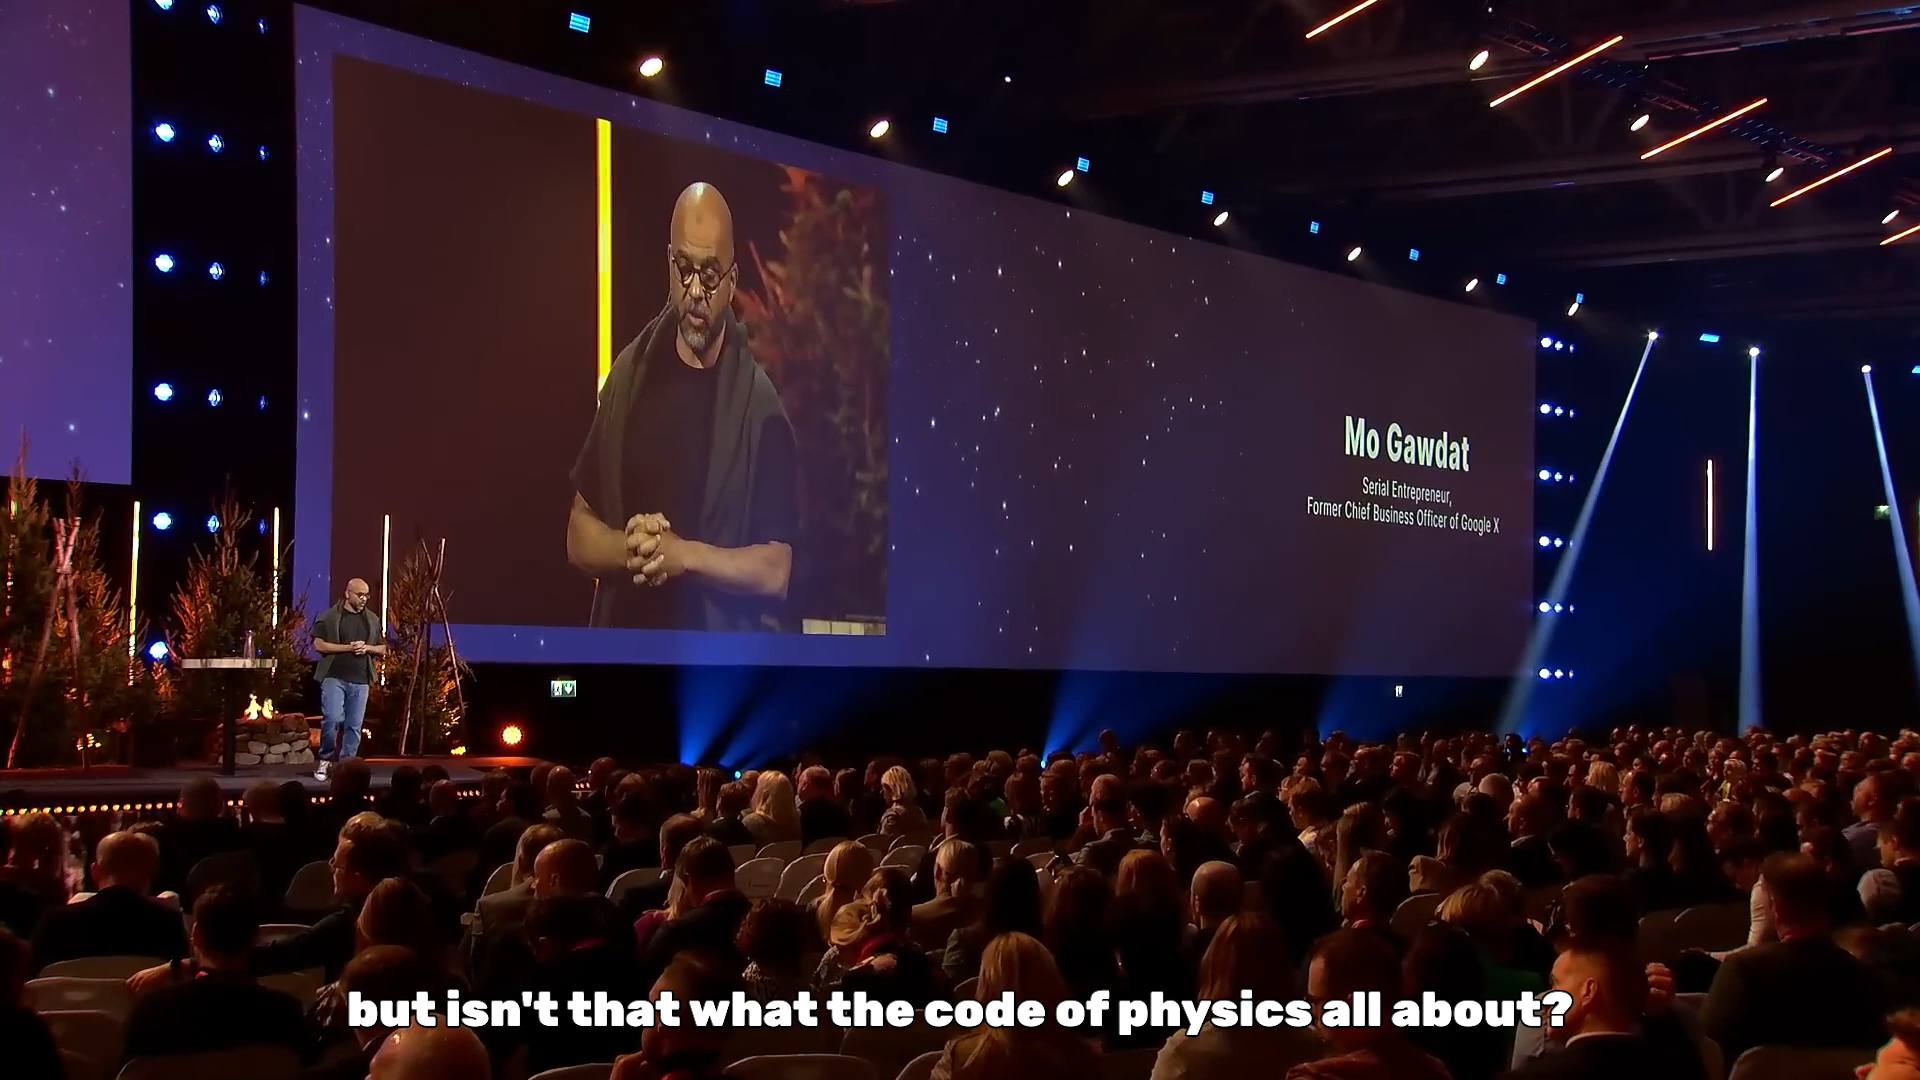 Mo Gawdat
Serial Entrepreneur,
Former Chief Business Officer of Google X
but isn't that what the code of physics all about?